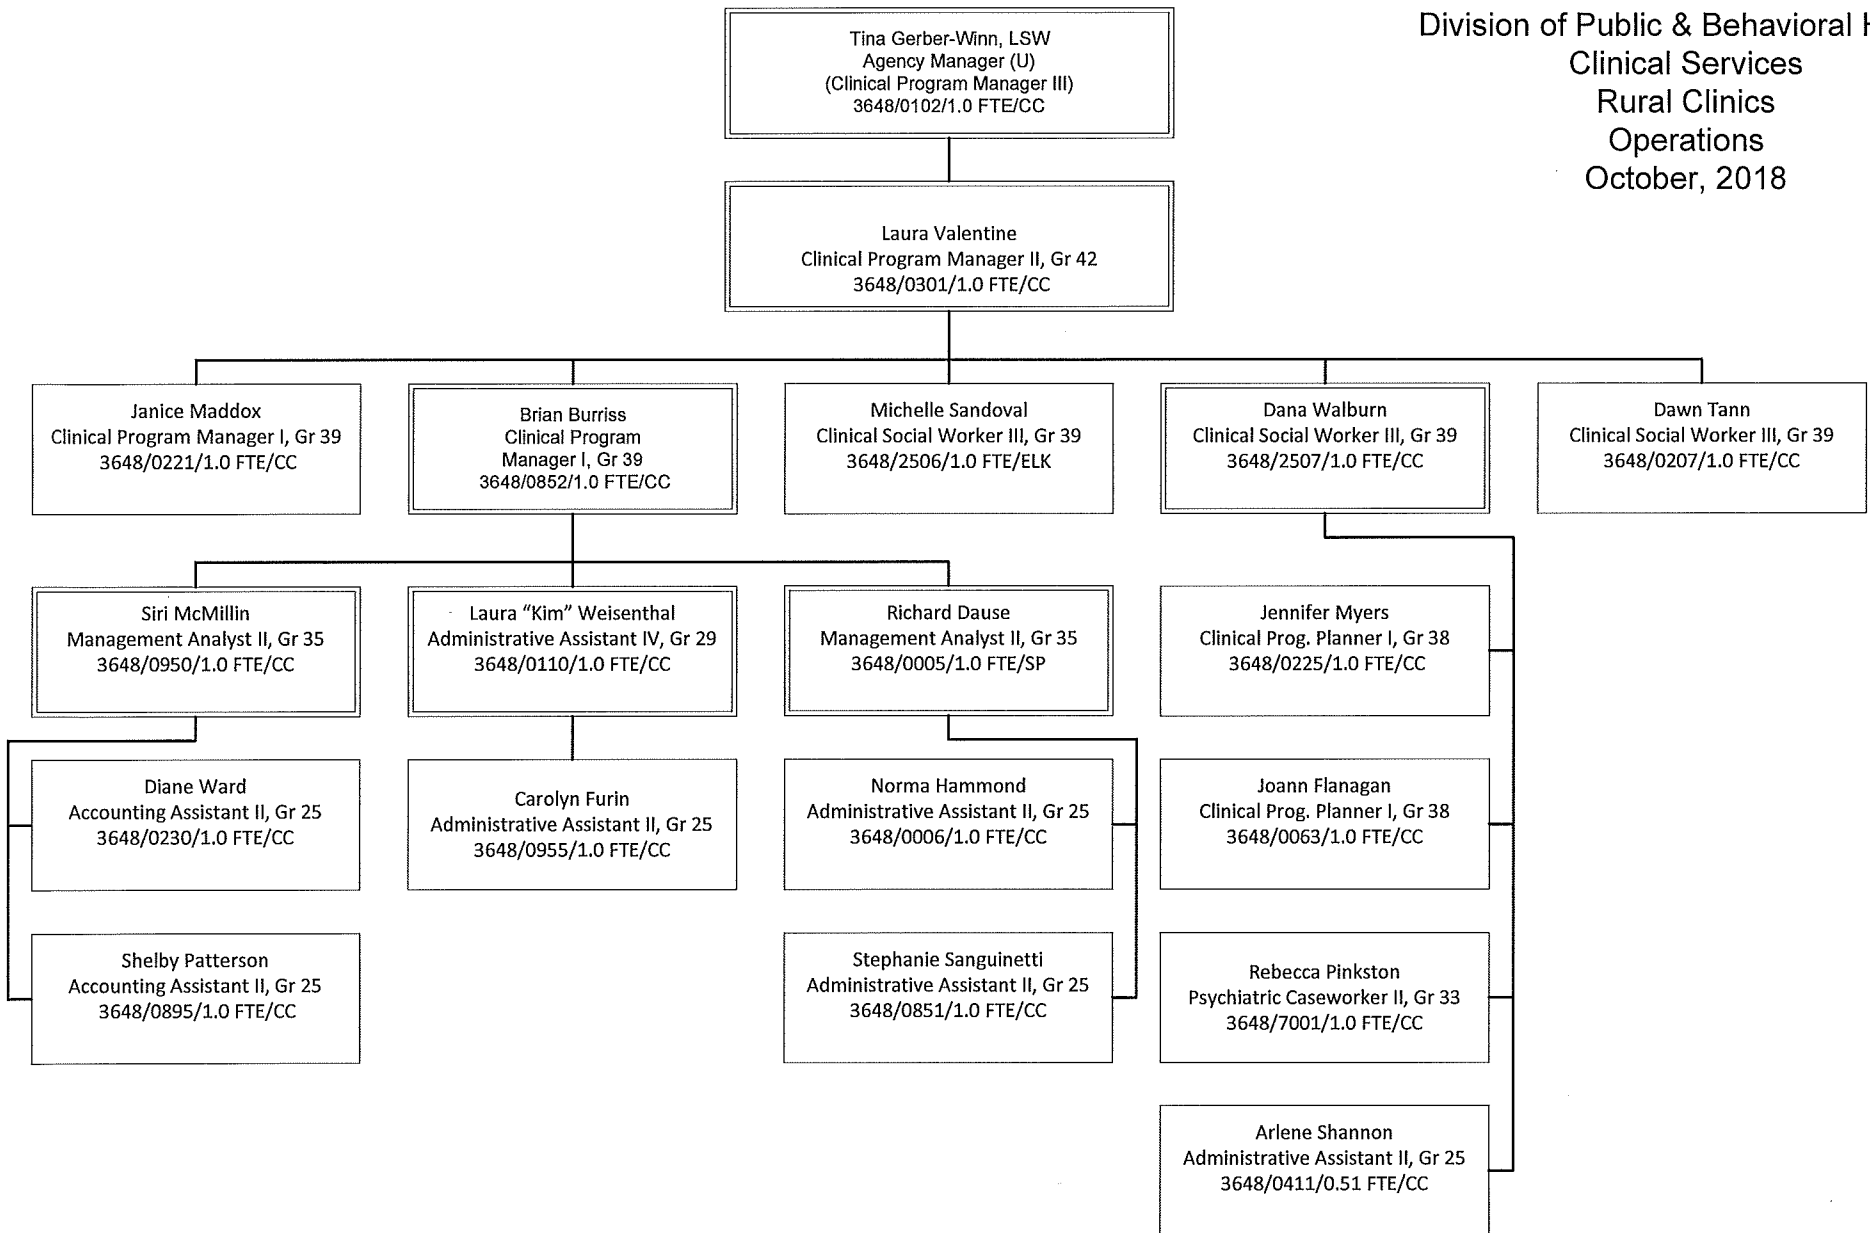 Division of Public & Behavioral
Clinical Services
Rural Clinics
Operations
October, 2018
Tina Gerber-Winn, LSW
Agency Manager (U)
(Clinical Program Manager III)
3648/0102/1.0 FTE/CC
Laura Valentine
Clinical Program Manager II, Gr 42
3648/0301/1.0 FTE/CC
Janice Maddox
Clinical Program Manager I, Gr 39
3648/0221/1.0 FTE/CC
Brian Burriss
Clinical Program
Manager I, Gr 39
3648/0852/1.0 FTE/CC
Michelle Sandoval
Clinical Social Worker III, Gr 39
3648/2506/1.0 FTE/ELK
Dana Walburn
Clinical Social Worker III, Gr 39
3648/2507/1.0 FTE/CC
Dawn Tann
Clinical Social Worker III, Gr 39
3648/0207/1.0 FTE/CC
Siri McMillin
Management Analyst II, Gr 35
3648/0950/1.0 FTE/CC
Laura "Kim" Weisenthal
Administrative Assistant IV, Gr 29
3648/0110/1.0 FTE/CC
Richard Dause
Management Analyst II, Gr 35
3648/0005/1.0 FTE/SP
Jennifer Myers
Clinical Prog. Planner I, Gr 38
3648/0225/1.0 FTE/CC
Diane Ward
Accounting Assistant II, Gr 25
3648/0230/1.0 FTE/CC
Carolyn Furin
Administrative Assistant II, Gr 25
3648/0955/1.0 FTE/CC
Norma Hammond
Administrative Assistant II, Gr 25
3648/0006/1.0 FTE/CC
Joann Flanagan
Clinical Prog. Planner I, Gr 38
3648/0063/1.0 FTE/CC
Shelby Patterson
Accounting Assistant II, Gr 25
3648/0895/1.0 FTE/CC
Stephanie Sanguinetti
Administrative Assistant II, Gr 25
3648/0851/1.0 FTE/CC
Rebecca Pinkston
Psychiatric Caseworker II, Gr 33
3648/7001/1.0 FTE/CC
Arlene Shannon
Administrative Assistant II, Gr 25
3648/0411/0.51 FTE/CC